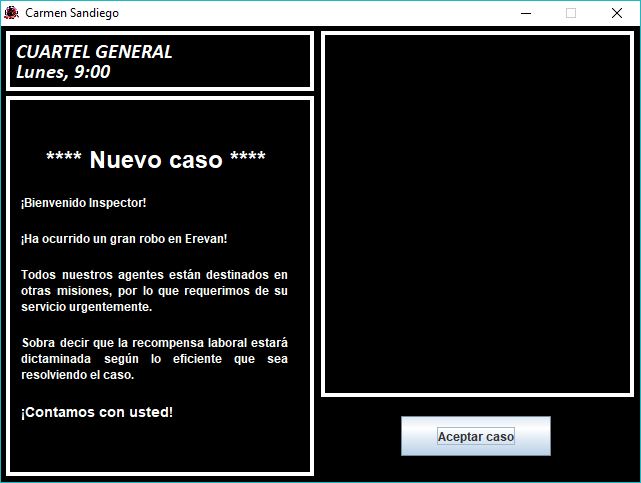 Carmen Sandiego
CUARTEL GENERAL
Lunes, 9:00
**** Nuevo caso ****
¡Bienvenido Inspector!
¡Ha ocurrido un gran robo en Erevan!
Todos nuestros agentes están destinados en
otras misiones, por lo que requerimos de su
servicio urgentemente.
Sobra decir que la recompensa laboral estará
dictaminada según lo eficiente que sea
resolviendo el caso.
¡Contamos con usted!
Aceptar caso